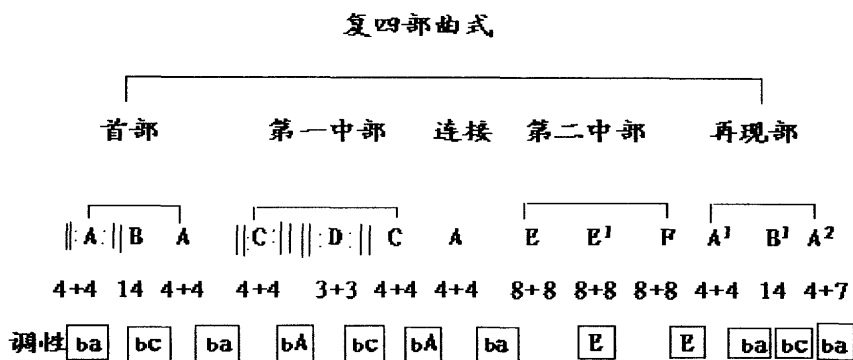 复四部曲式
首部 第一中部 连接 第二中部 再现部
‖:A:‖ B A ‖:C:‖ ‖:D:‖ C A E E¹ F A¹ B¹ A²
4+4 14 4+4 4+4 3+3 4+4 4+4 8+8 8+8 8+8 4+4 14 4+7
调性 ba bc ba bA bc bA ba E E ba bc ba